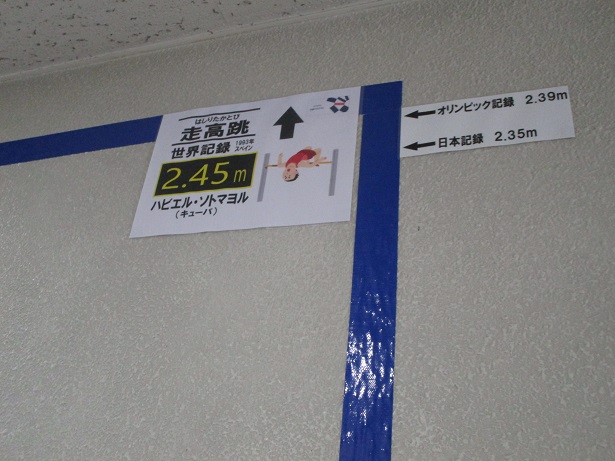 はしりたかとび
走高跳
世界記録 1993年
スペイン
2.45 m
ハビエル・ソトマヨル
(キューバ)
オリンピック記録 2.39m
日本記録 2.35m